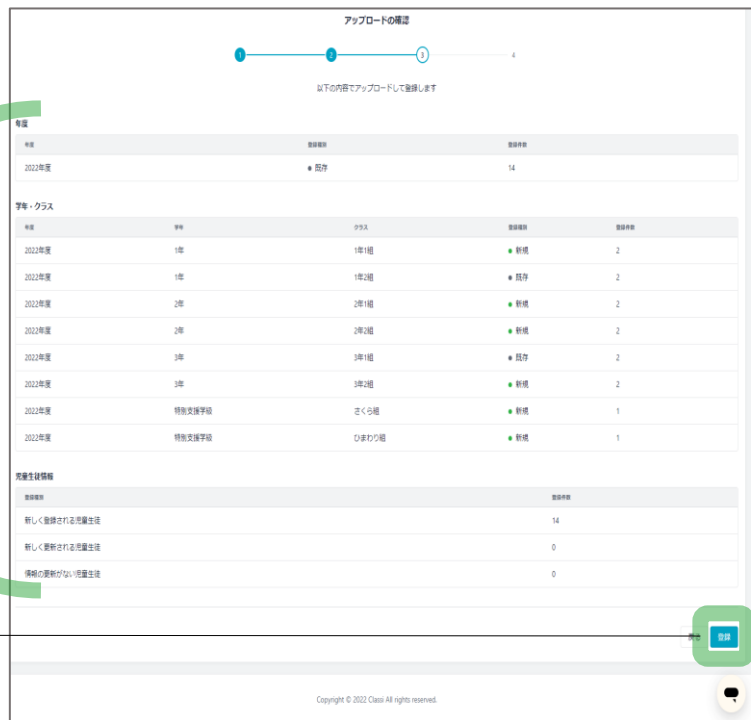 アップロードの確認
1 2 3 4
以下の内容でアップロードして登録します
年度
年度 登録種別 登録件数
2022年度 既存 14
学年・クラス
年度 学年 クラス 登録種別 登録件数
2022年度 1年 1年1組 新規 2
2022年度 1年 1年2組 既存 2
2022年度 2年 2年1組 新規 2
2022年度 2年 2年2組 新規 2
2022年度 3年 3年1組 既存 2
2022年度 3年 3年2組 新規 2
2022年度 特別支援学級 さくら組 新規 1
2022年度 特別支援学級 ひまわり組 新規 1
児童生徒情報
登録種別 登録件数
新しく登録される児童生徒 14
新しく更新される児童生徒 0
情報の更新がない児童生徒 0
戻る 登録
Copyright © 2022 Classi All rights reserved.